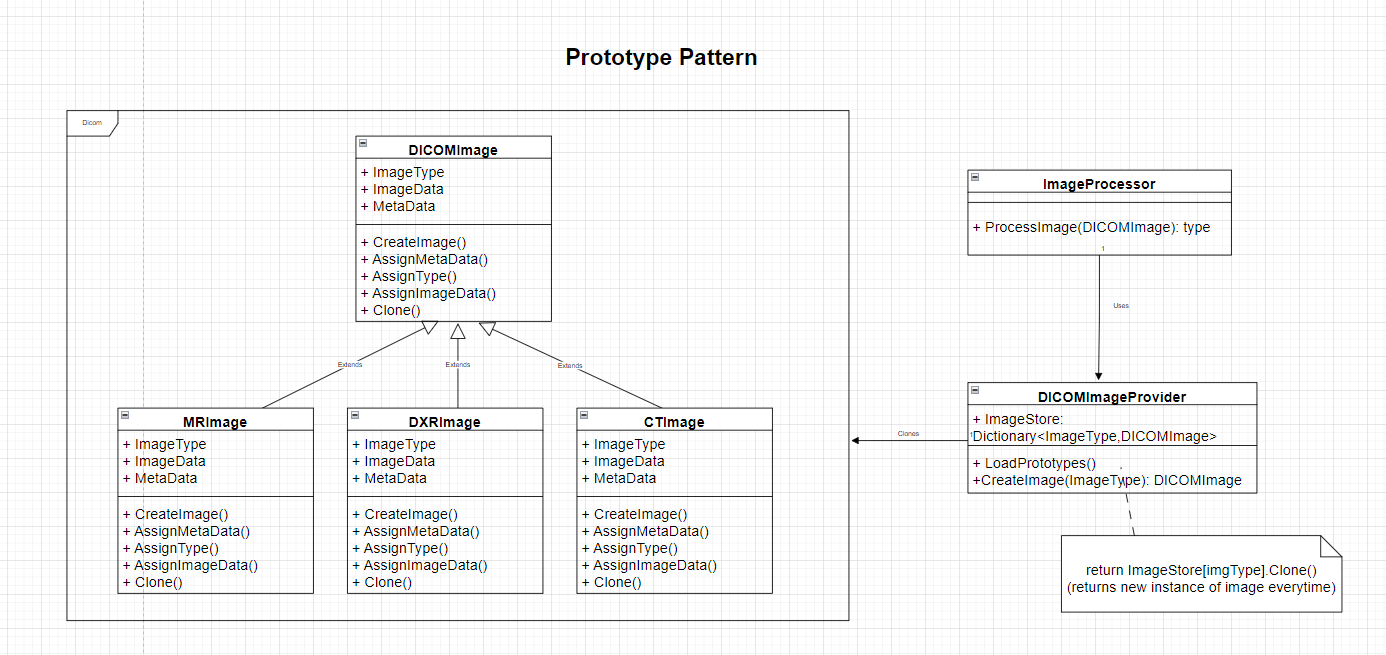 Prototype Pattern
Dicom
DICOMImage
+ ImageType
+ ImageData
+ MetaData
+ CreateImage()
+ AssignMetaData()
+ AssignType()
+ AssignImageData()
+ Clone()
Extends
Extends
Extends
MRImage
+ ImageType
+ ImageData
+ MetaData
+ CreateImage()
+ AssignMetaData()
+ AssignType()
+ AssignImageData()
+ Clone()
DXRImage
+ ImageType
+ ImageData
+ MetaData
+ CreateImage()
+ AssignMetaData()
+ AssignType()
+ AssignImageData()
+ Clone()
CTImage
+ ImageType
+ ImageData
+ MetaData
+ CreateImage()
+ AssignMetaData()
+ AssignType()
+ AssignImageData()
+ Clone()
ImageProcessor
+ ProcessImage(DICOMImage): type
1
Uses
DICOMImageProvider
+ ImageStore:
Dictionary<ImageType,DICOMImage>
+ LoadPrototypes()
+CreateImage(ImageType): DICOMImage
Clones
1
return ImageStore[imgType].Clone()
(returns new instance of image everytime)